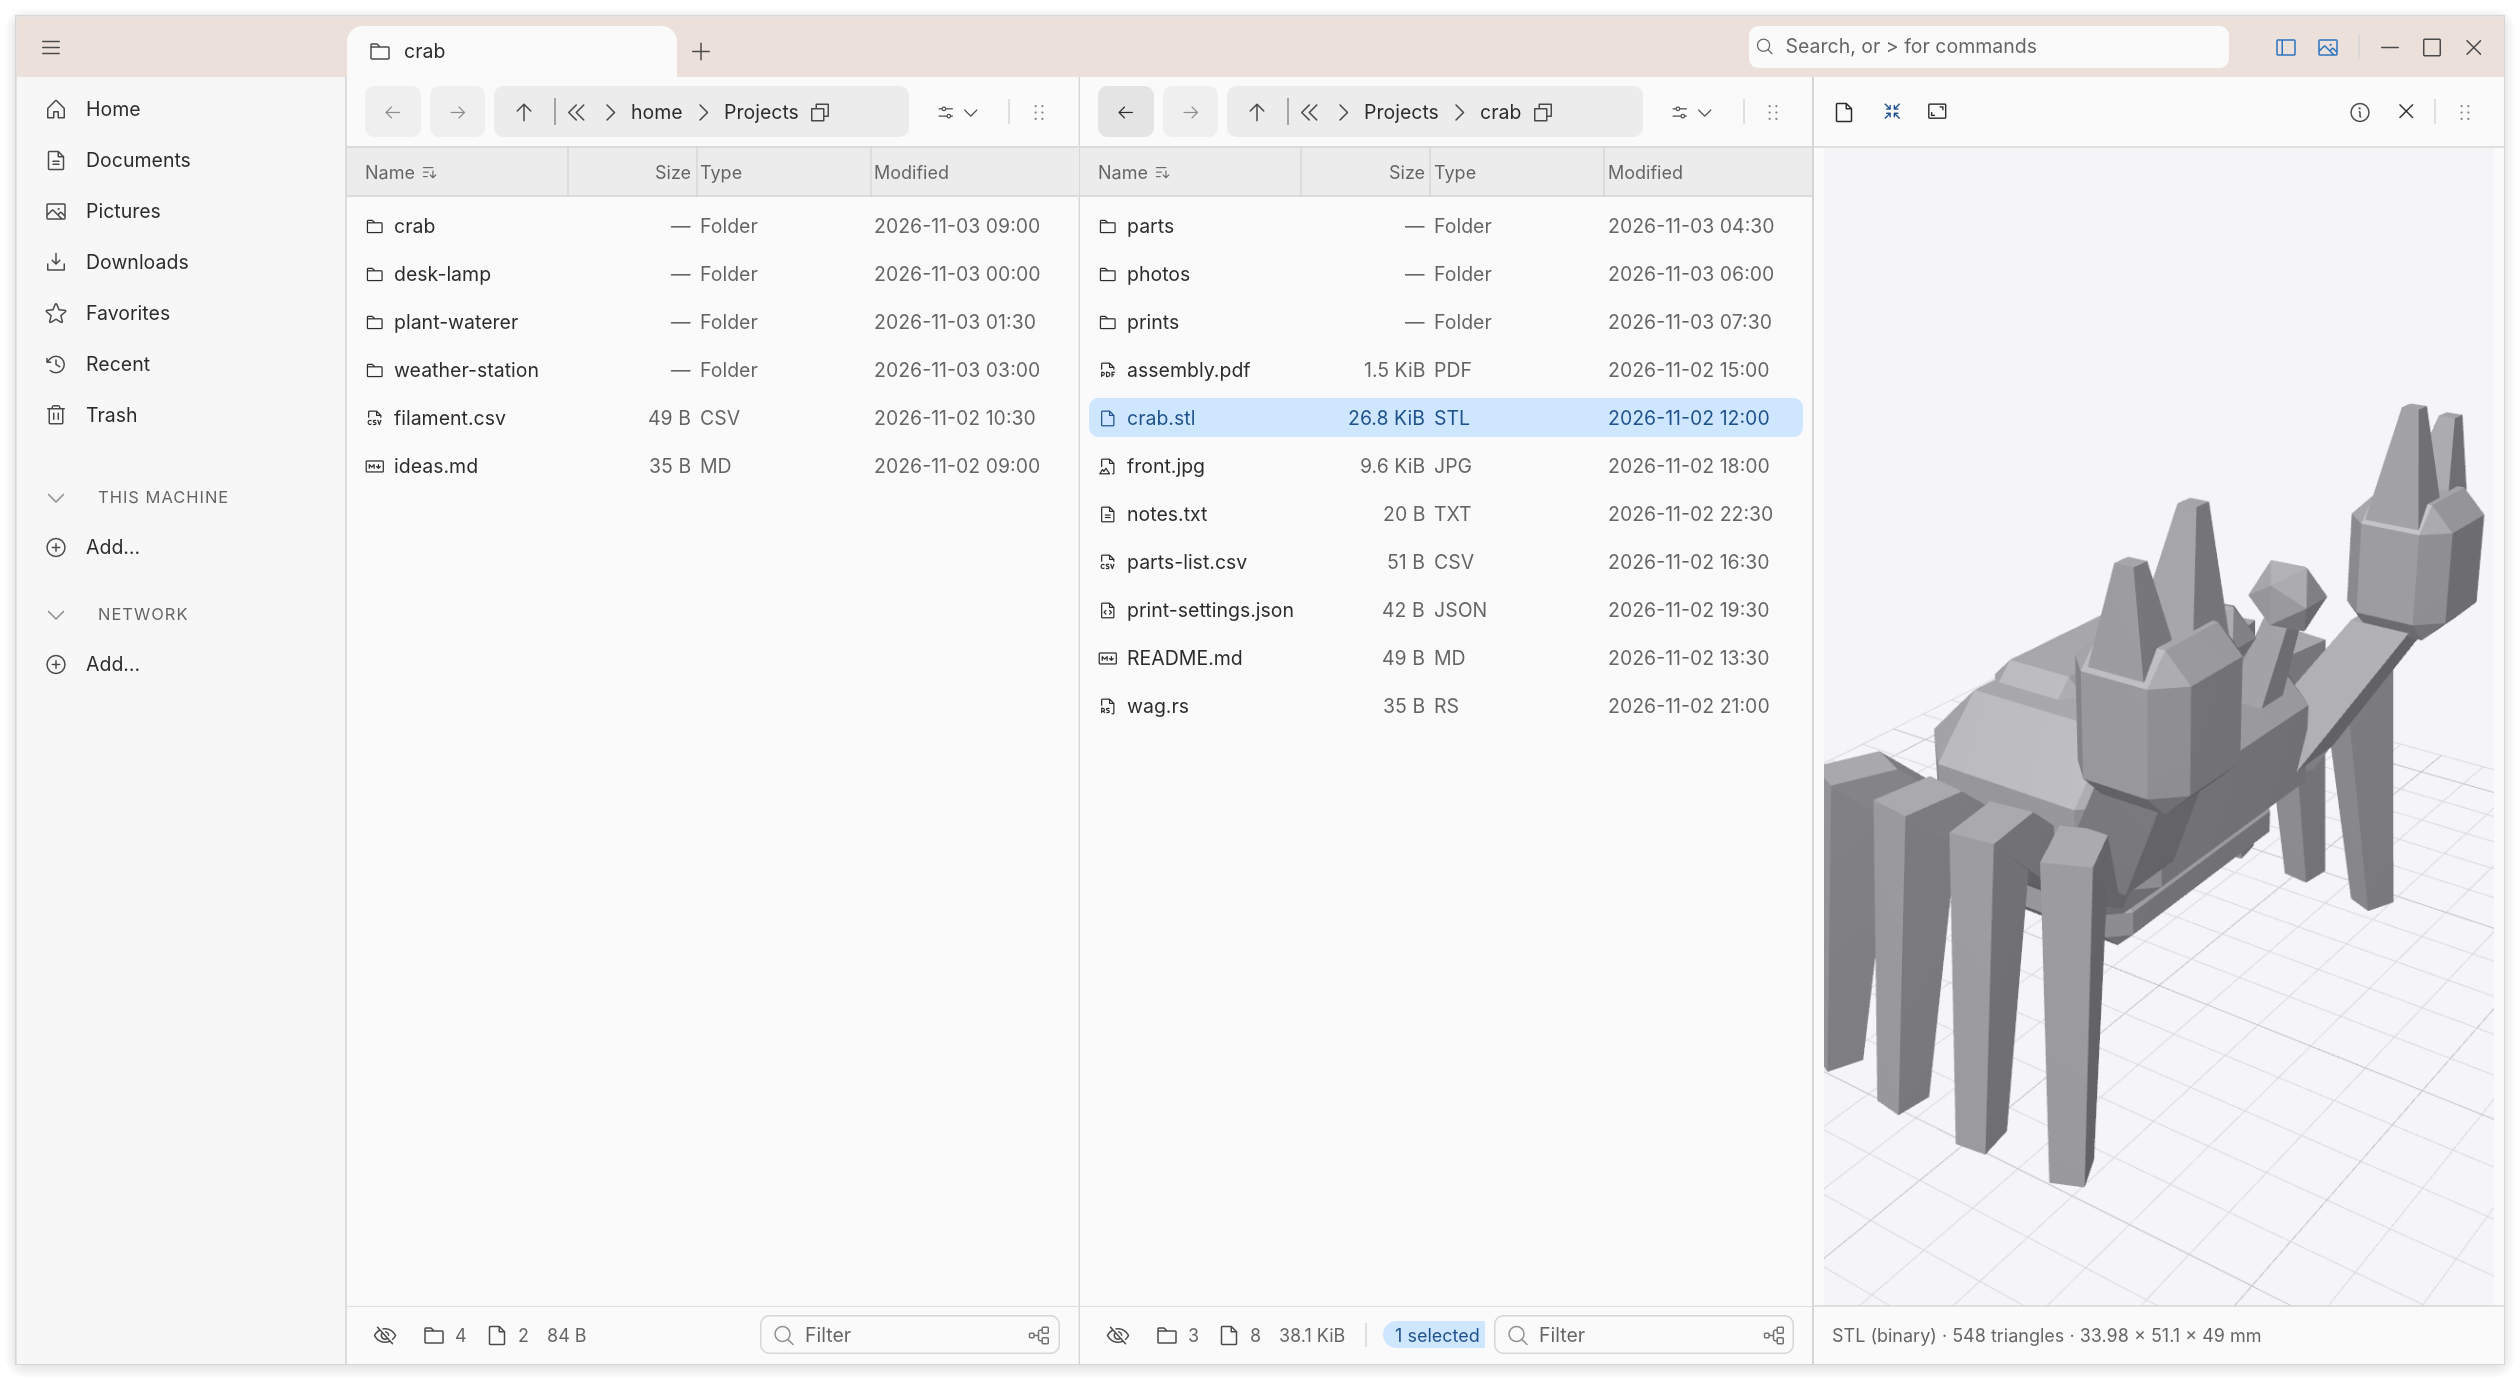 crab
Search, or > for commands
Home
Documents
Pictures
Downloads
Favorites
Recent
Trash
THIS MACHINE
Add...
NETWORK
Add...
home Projects
Name Size Type Modified
crab — Folder 2026-11-03 09:00
desk-lamp — Folder 2026-11-03 00:00
plant-waterer — Folder 2026-11-03 01:30
weather-station — Folder 2026-11-03 03:00
filament.csv 49 B CSV 2026-11-02 10:30
ideas.md 35 B MD 2026-11-02 09:00
4 2 84 B Filter
Projects crab
Name Size Type Modified
parts — Folder 2026-11-03 04:30
photos — Folder 2026-11-03 06:00
prints — Folder 2026-11-03 07:30
assembly.pdf 1.5 KiB PDF 2026-11-02 15:00
crab.stl 26.8 KiB STL 2026-11-02 12:00
front.jpg 9.6 KiB JPG 2026-11-02 18:00
notes.txt 20 B TXT 2026-11-02 22:30
parts-list.csv 51 B CSV 2026-11-02 16:30
print-settings.json 42 B JSON 2026-11-02 19:30
README.md 49 B MD 2026-11-02 13:30
wag.rs 35 B RS 2026-11-02 21:00
3 8 38.1 KiB 1 selected Filter
STL (binary) · 548 triangles · 33.98 × 51.1 × 49 mm